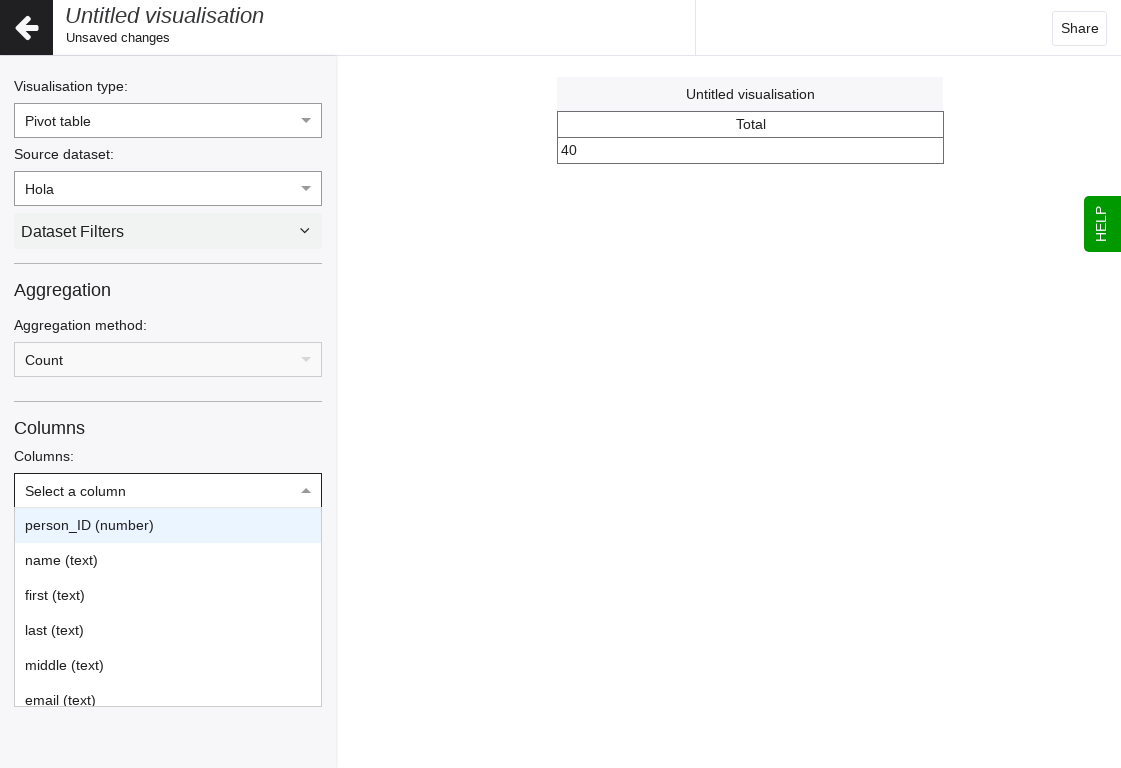 Untitled visualisation
Unsaved changes
Share
Visualisation type:
Pivot table
Source dataset:
Hola
Dataset Filters
Aggregation
Aggregation method:
Count
Columns
Columns:
Select a column
person_ID (number)
name (text)
first (text)
last (text)
middle (text)
email (text)
Untitled visualisation
Total
40
HELP